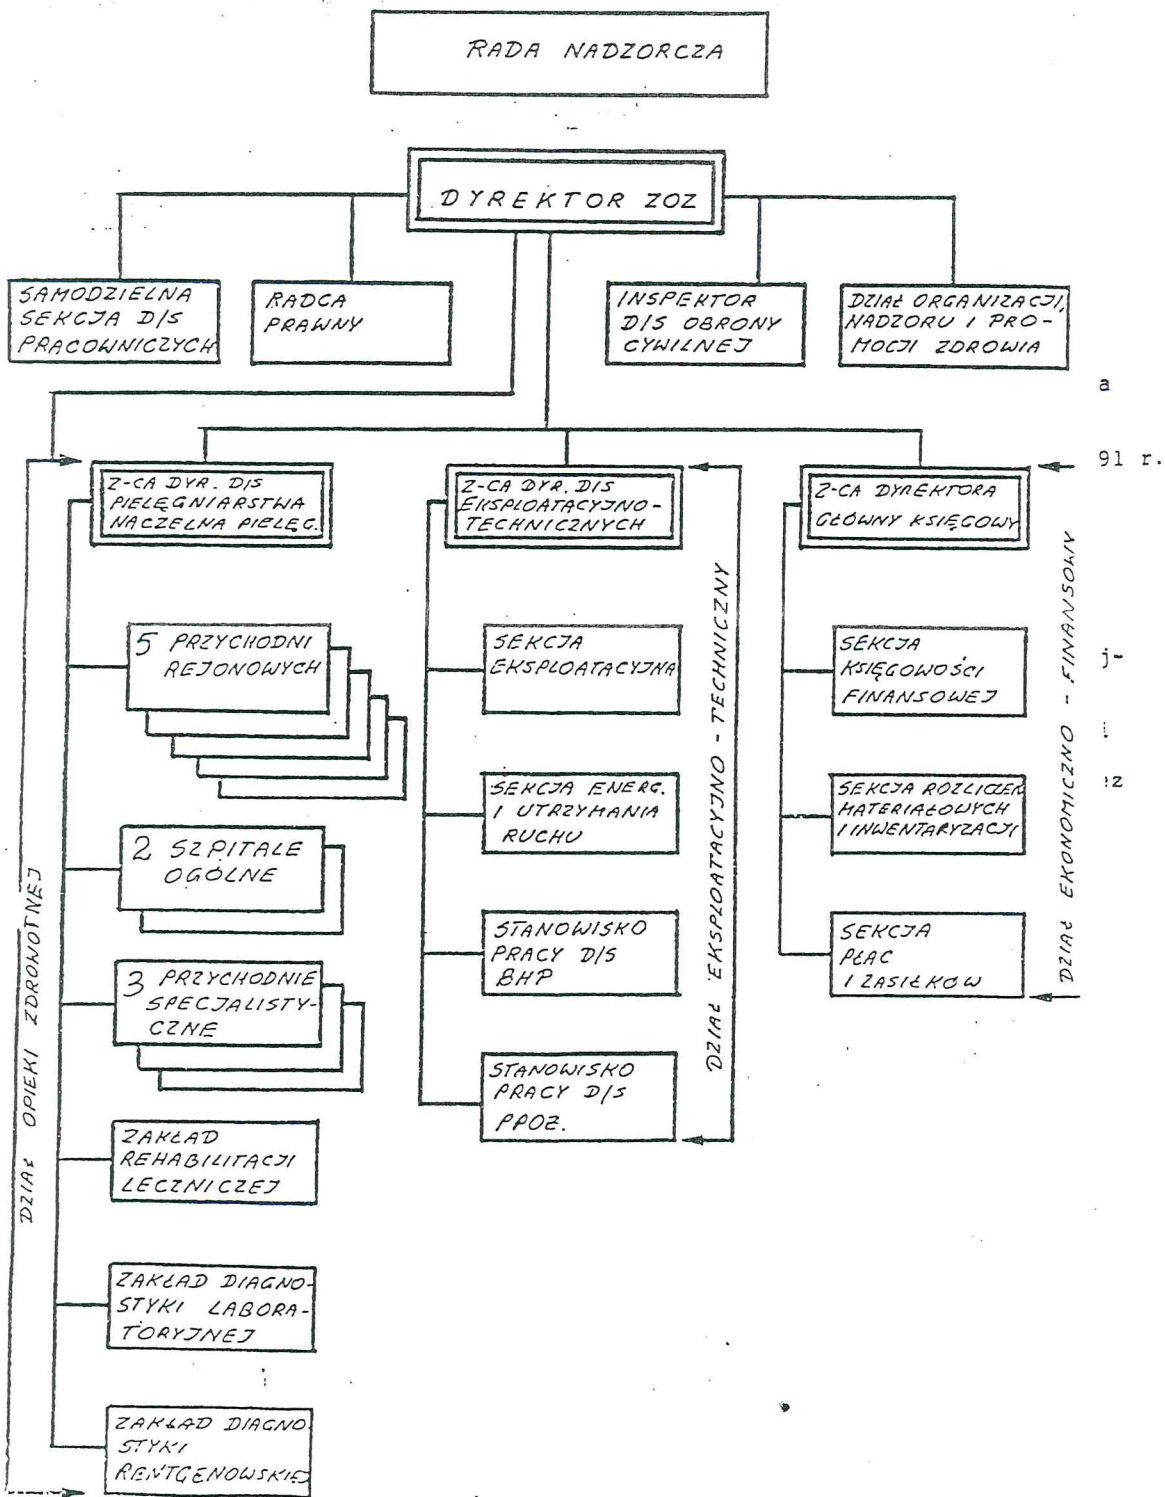 RADA NADZORCZA
DYREKTOR ZOZ
SAMODZIELNA
SEKCJA D/S
PRACOWNICZYCH
RADCA
PRAWNY
INSPEKTOR
D/S OBRONY
CYWILNEJ
DZIAŁ ORGANIZACJI,
NADZORU I PRO-
MOCJI ZDROWIA
a
91 r.
Z-CA DYR. D/S
PIELĘGNIARSTWA
NACZELNA PIELĘG.
Z-CA DYR. D/S
EKSPLOATACYJNO-
TECHNICZNYCH
Z-CA DYREKTORA
GŁÓWNY KSIĘGOWY
5 PRZYCHODNI
REJONOWYCH
2 SZPITALE
OGÓLNE
3 PRZYCHODNIE
SPECJALISTY-
CZNE
ZAKŁAD
REHABILITACJI
LECZNICZEJ
ZAKŁAD DIAGNO-
STYKI LABORA-
TORYJNEJ
ZAKŁAD DIAGNO
STYKI
RENTGENOWSKIEJ
DZIAŁ OPIEKI ZDROWOTNEJ
SEKCJA
EKSPLOATACYJNA
SEKCJA ENERG.
I UTRZYMANIA
RUCHU
STANOWISKO
PRACY D/S
BHP
STANOWISKO
PRACY D/S
PPOŻ.
DZIAŁ EKSPLOATACYJNO - TECHNICZNY
SEKCJA
KSIĘGOWOŚCI
FINANSOWEJ
SEKCJA ROZLICZEŃ
MATERIAŁOWYCH
I INWENTARYZACJI
SEKCJA
PŁAC
I ZASIŁKÓW
DZIAŁ EKONOMICZNO - FINANSOWY
j-